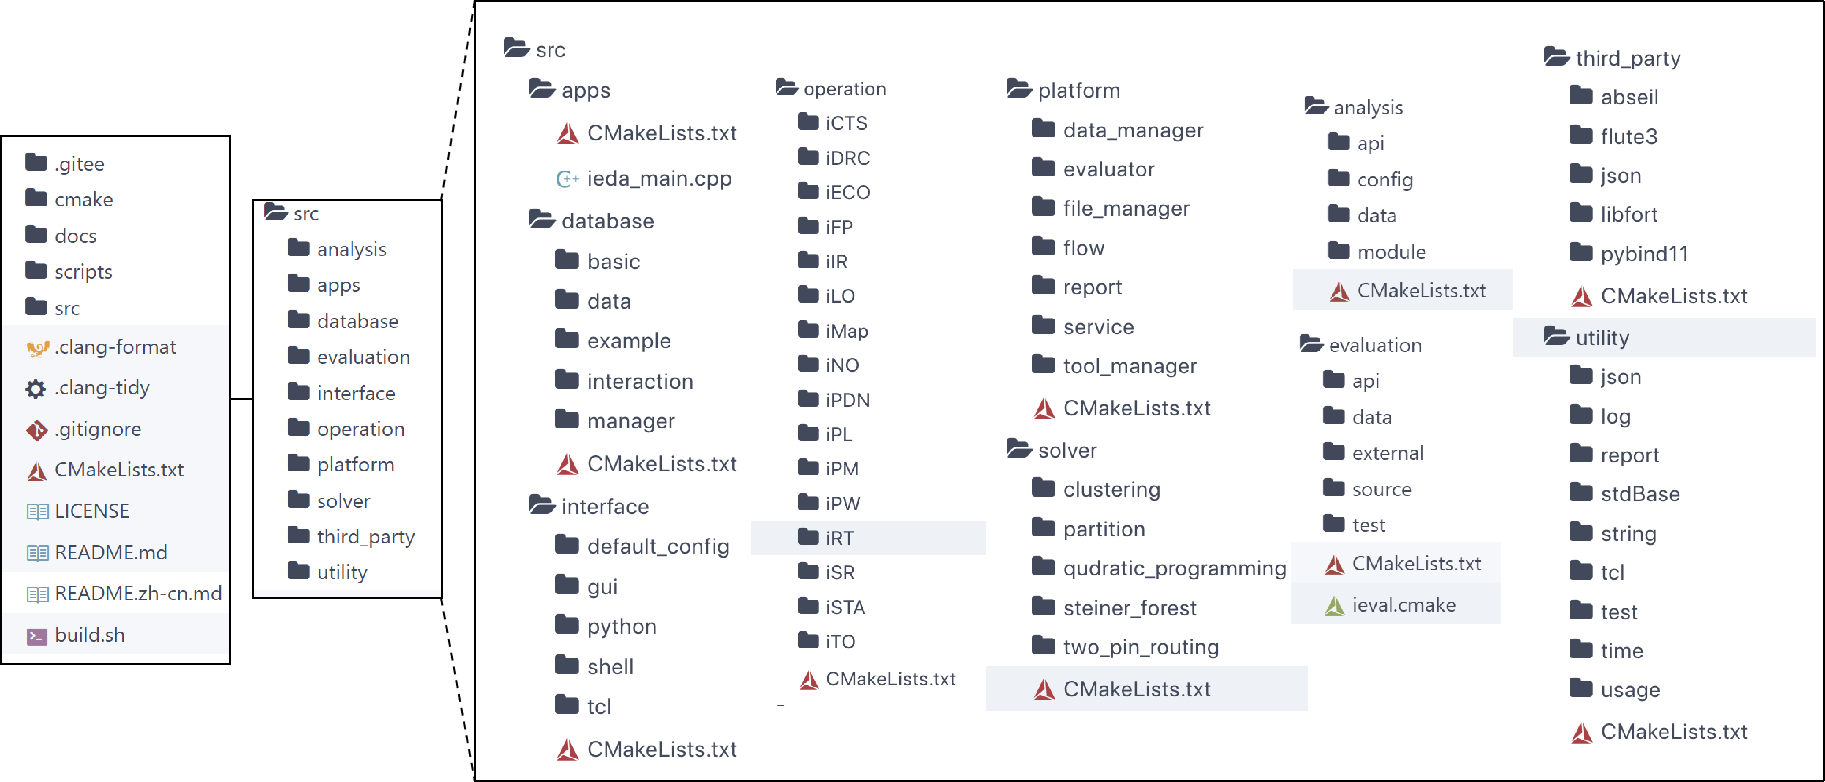 .gitee
cmake
docs
scripts
src
.clang-format
.clang-tidy
.gitignore
CMakeLists.txt
LICENSE
README.md
README.zh-cn.md
build.sh
src
analysis
apps
database
evaluation
interface
operation
platform
solver
third_party
utility
src
apps
CMakeLists.txt
ieda_main.cpp
database
basic
data
example
interaction
manager
CMakeLists.txt
interface
default_config
gui
python
shell
tcl
CMakeLists.txt
operation
iCTS
iDRC
iECO
iFP
iIR
iLO
iMap
iNO
iPDN
iPL
iPM
iPW
iRT
iSR
iSTA
iTO
CMakeLists.txt
platform
data_manager
evaluator
file_manager
flow
report
service
tool_manager
CMakeLists.txt
solver
clustering
partition
qudratic_programming
steiner_forest
two_pin_routing
CMakeLists.txt
analysis
api
config
data
module
CMakeLists.txt
evaluation
api
data
external
source
test
CMakeLists.txt
ieval.cmake
third_party
abseil
flute3
json
libfort
pybind11
CMakeLists.txt
utility
json
log
report
stdBase
string
tcl
test
time
usage
CMakeLists.txt